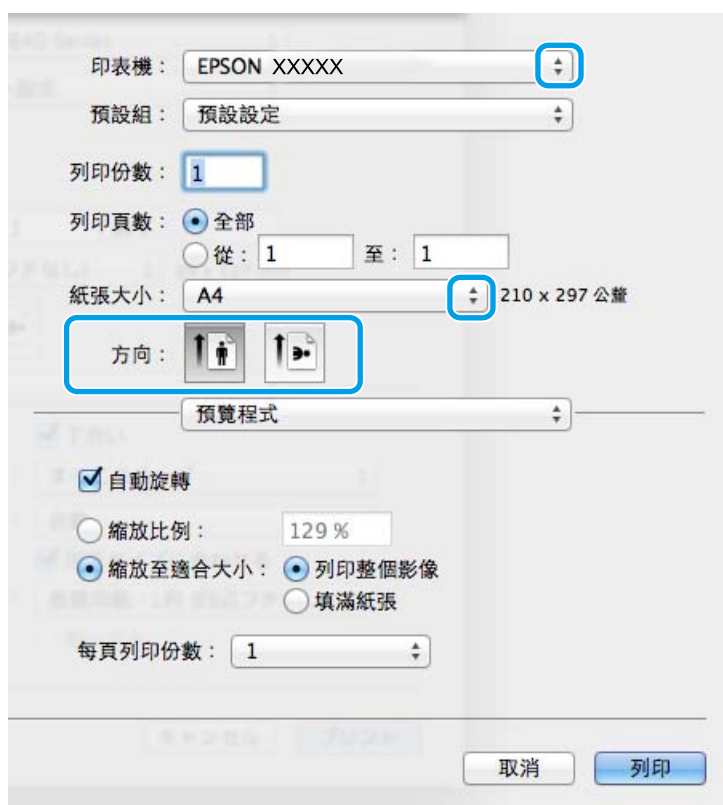 印表機： EPSON XXXXX
預設組： 預設設定
列印份數： 1
列印頁數： 全部
從： 1 至： 1
紙張大小： A4 210 x 297 公釐
方向：
預覽程式
自動旋轉
縮放比例： 129 %
縮放至適合大小： 列印整個影像
填滿紙張
每頁列印份數： 1
取消 列印